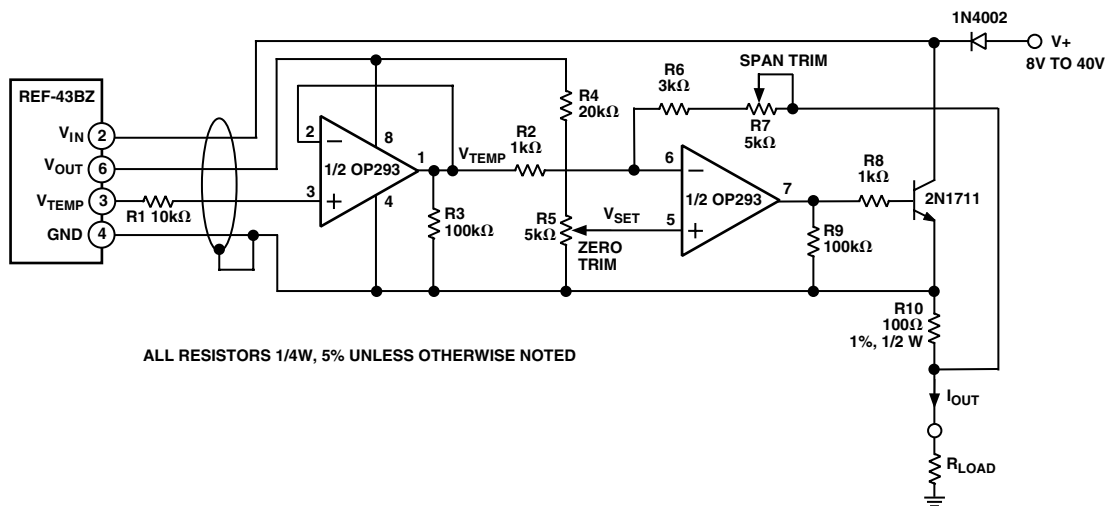 1N4002
V+
8V TO 40V
SPAN TRIM
R6
3kΩ
R7
5kΩ
REF-43BZ
VIN 2
VOUT 6
VTEMP 3
GND 4
R1 10kΩ
2
3
8
1
4
1/2 OP293
R3
100kΩ
VTEMP
R2
1kΩ
R4
20kΩ
R5
5kΩ
ZERO
TRIM
VSET
6
5
7
1/2 OP293
R8
1kΩ
R9
100kΩ
2N1711
R10
100Ω
1%, 1/2 W
IOUT
RLOAD
ALL RESISTORS 1/4W, 5% UNLESS OTHERWISE NOTED